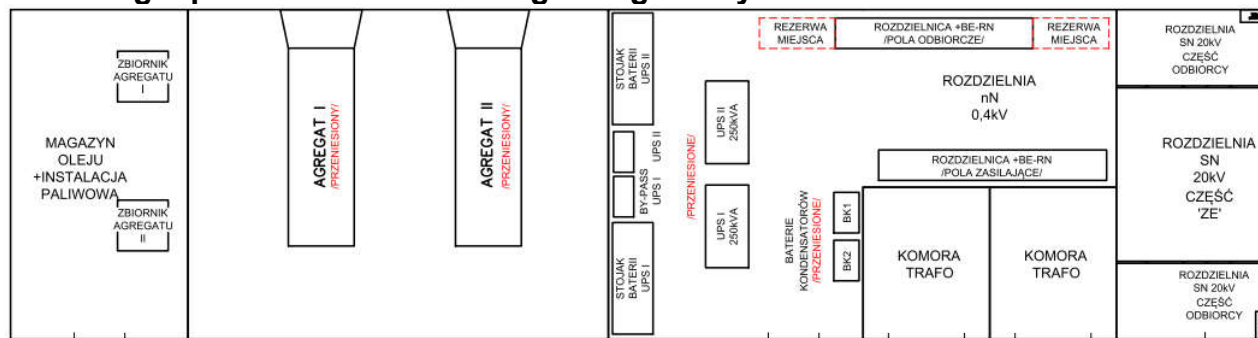 ZBIORNIK
AGREGATU
I
MAGAZYN
OLEJU
+INSTALACJA
PALIWOWA
ZBIORNIK
AGREGATU
II
AGREGAT I
/PRZENIESIONY/
AGREGAT II
/PRZENIESIONY/
STOJAK
BATERII
UPS II
UPS II
BY-PASS
UPS I
STOJAK
BATERII
UPS I
/PRZENIESIONE/
UPS II
250kVA
UPS I
250kVA
REZERWA
MIEJSCA
ROZDZIELNICA +BE-RN
/POLA ODBIORCZE/
REZERWA
MIEJSCA
ROZDZIELNIA
nN
0,4kV
ROZDZIELNICA +BE-RN
/POLA ZASILAJĄCE/
BATERIE
KONDENSATORÓW
/PRZENIESIONE/
BK1
BK2
KOMORA
TRAFO
KOMORA
TRAFO
ROZDZIELNIA
SN 20kV
CZĘŚĆ
ODBIORCY
ROZDZIELNIA
SN
20kV
CZĘŚĆ
'ZE'
ROZDZIELNIA
SN 20kV
CZĘŚĆ
ODBIORCY